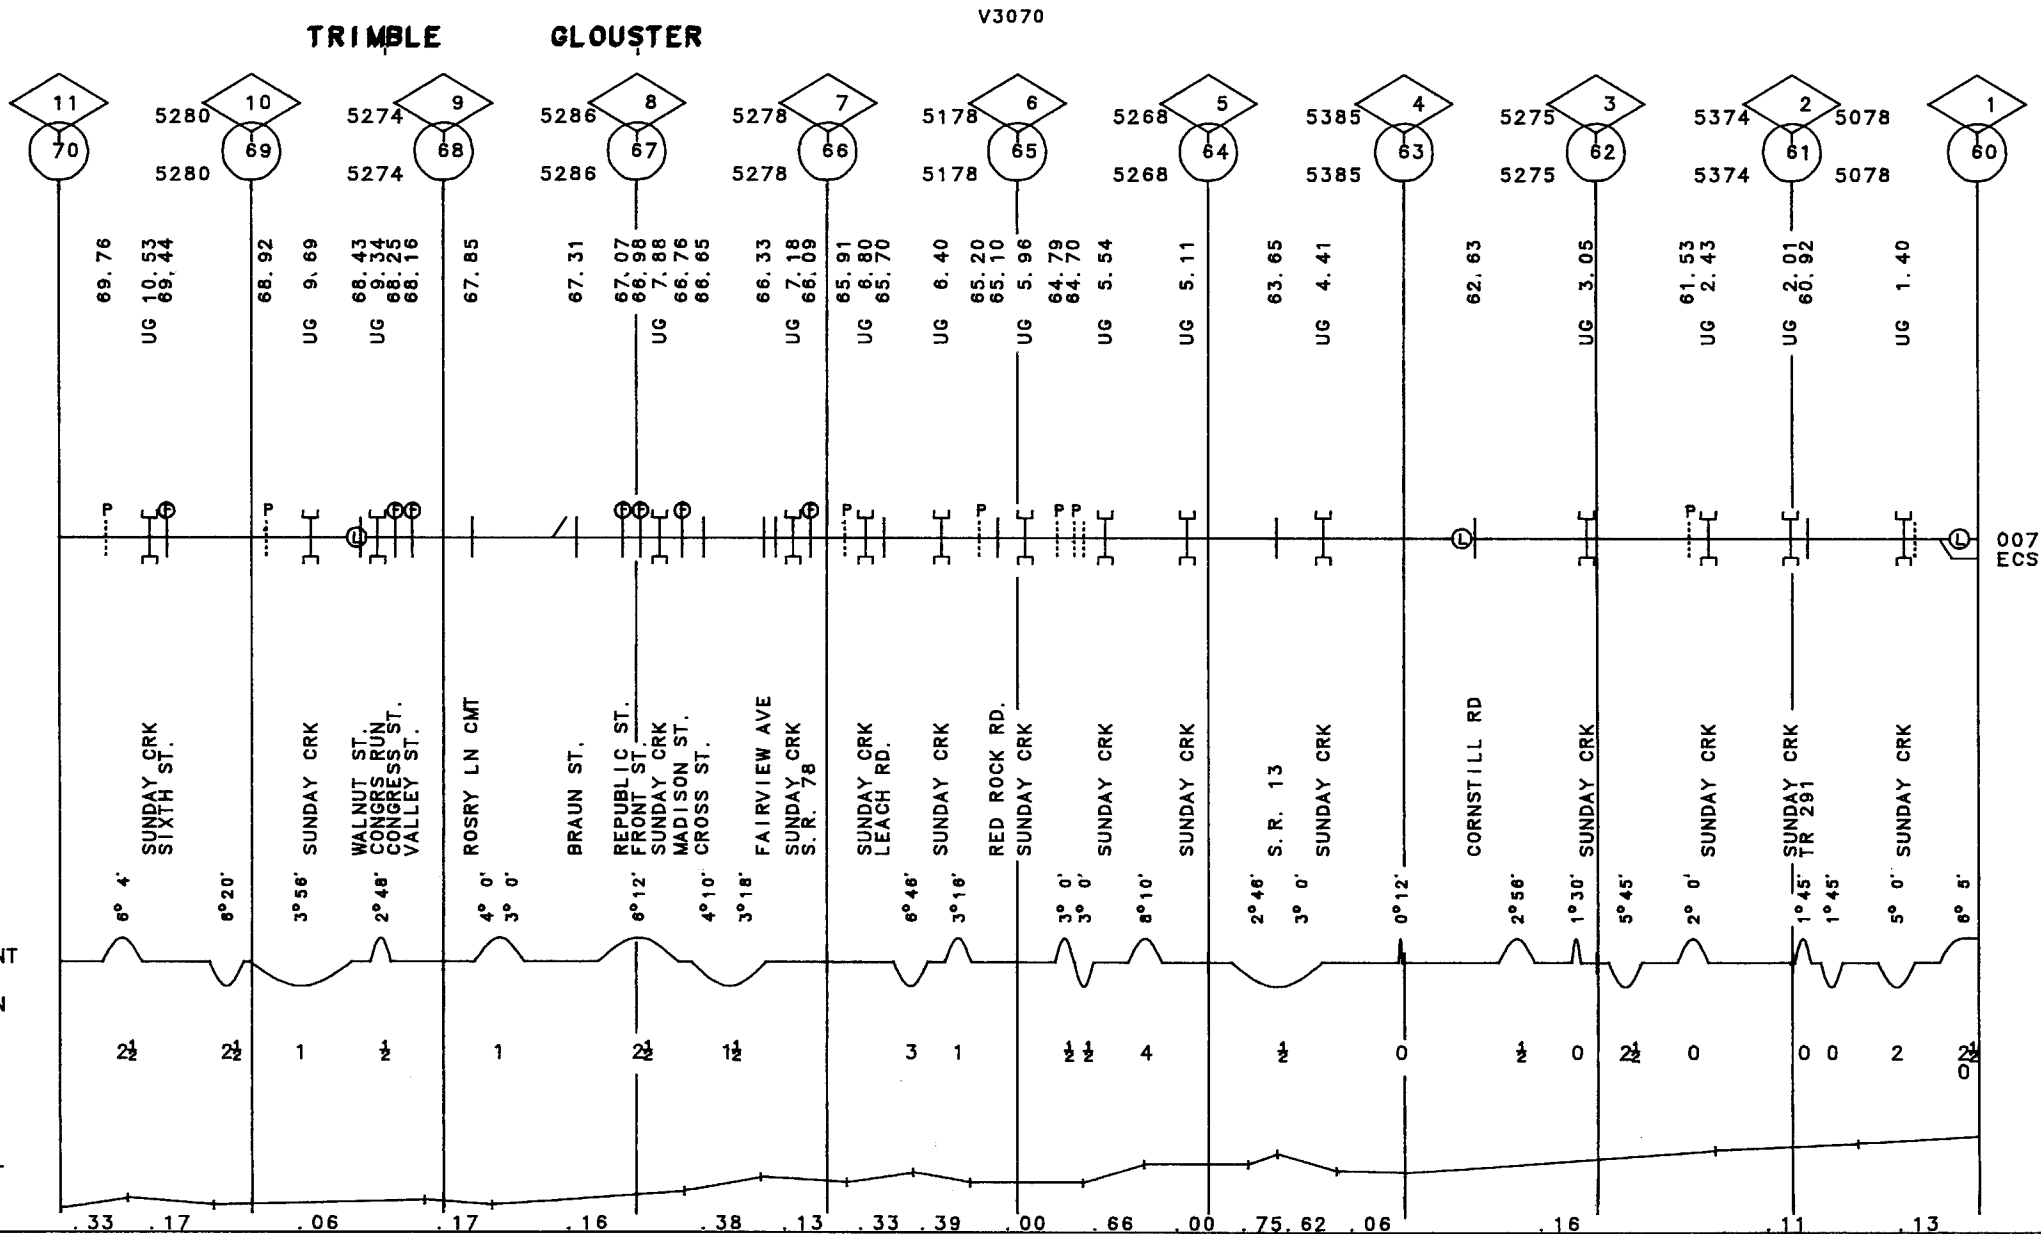 V3070
TRIMBLE GLOUSTER
11 10 9 8 7 6 5 4 3 2 1
5280 5274 5286 5278 5178 5268 5385 5275 5374 5078
70 69 68 67 66 65 64 63 62 61 60
5280 5274 5286 5278 5178 5268 5385 5275 5374 5078
69.76
UG 10.53
69.44
68.92
UG 9.69
68.43
UG 9.34
68.25
68.16
67.85
67.31
67.07
66.98
UG 7.88
66.76
66.65
66.33
UG 7.18
66.09
65.91
UG 6.80
65.70
UG 6.40
65.20
65.10
UG 5.96
64.79
64.70
UG 5.54
UG 5.11
63.65
UG 4.41
62.63
UG 3.05
61.53
UG 2.43
UG 2.01
60.92
UG 1.40
P F P L F F F F F F P P P P L P L
007
ECS
SUNDAY CRK
SIXTH ST.
SUNDAY CRK
WALNUT ST.
CONGRS RUN
CONGRESS ST.
VALLEY ST.
ROSRY LN CMT
BRAUN ST.
REPUBLIC ST.
FRONT ST.
SUNDAY CRK
MADISON ST.
CROSS ST.
FAIRVIEW AVE
SUNDAY CRK
S.R. 78
SUNDAY CRK
LEACH RD.
SUNDAY CRK
RED ROCK RD.
SUNDAY CRK
SUNDAY CRK
SUNDAY CRK
S.R. 13
SUNDAY CRK
CORNSTILL RD
SUNDAY CRK
SUNDAY CRK
SUNDAY CRK
TR 291
SUNDAY CRK
6° 4' 6°20' 3°56' 2°48' 4° 0' 3° 0' 6°12' 4°10' 3°18' 6°46' 3°16' 3° 0' 3° 0' 8°10' 2°46' 3° 0' 0°12' 2°56' 1°30' 5°45' 2° 0' 1°45' 1°45' 5° 0' 6° 5'
NT
N
2½ 2½ 1 ½ 1 2½ 1½ 3 1 ½ ½ 4 ½ 0 ½ 0 2½ 0 0 0 2 2½
0
T
.33 .17 .06 .17 .16 .38 .13 .33 .39 .00 .66 .00 .75 .62 .06 .16 .11 .13